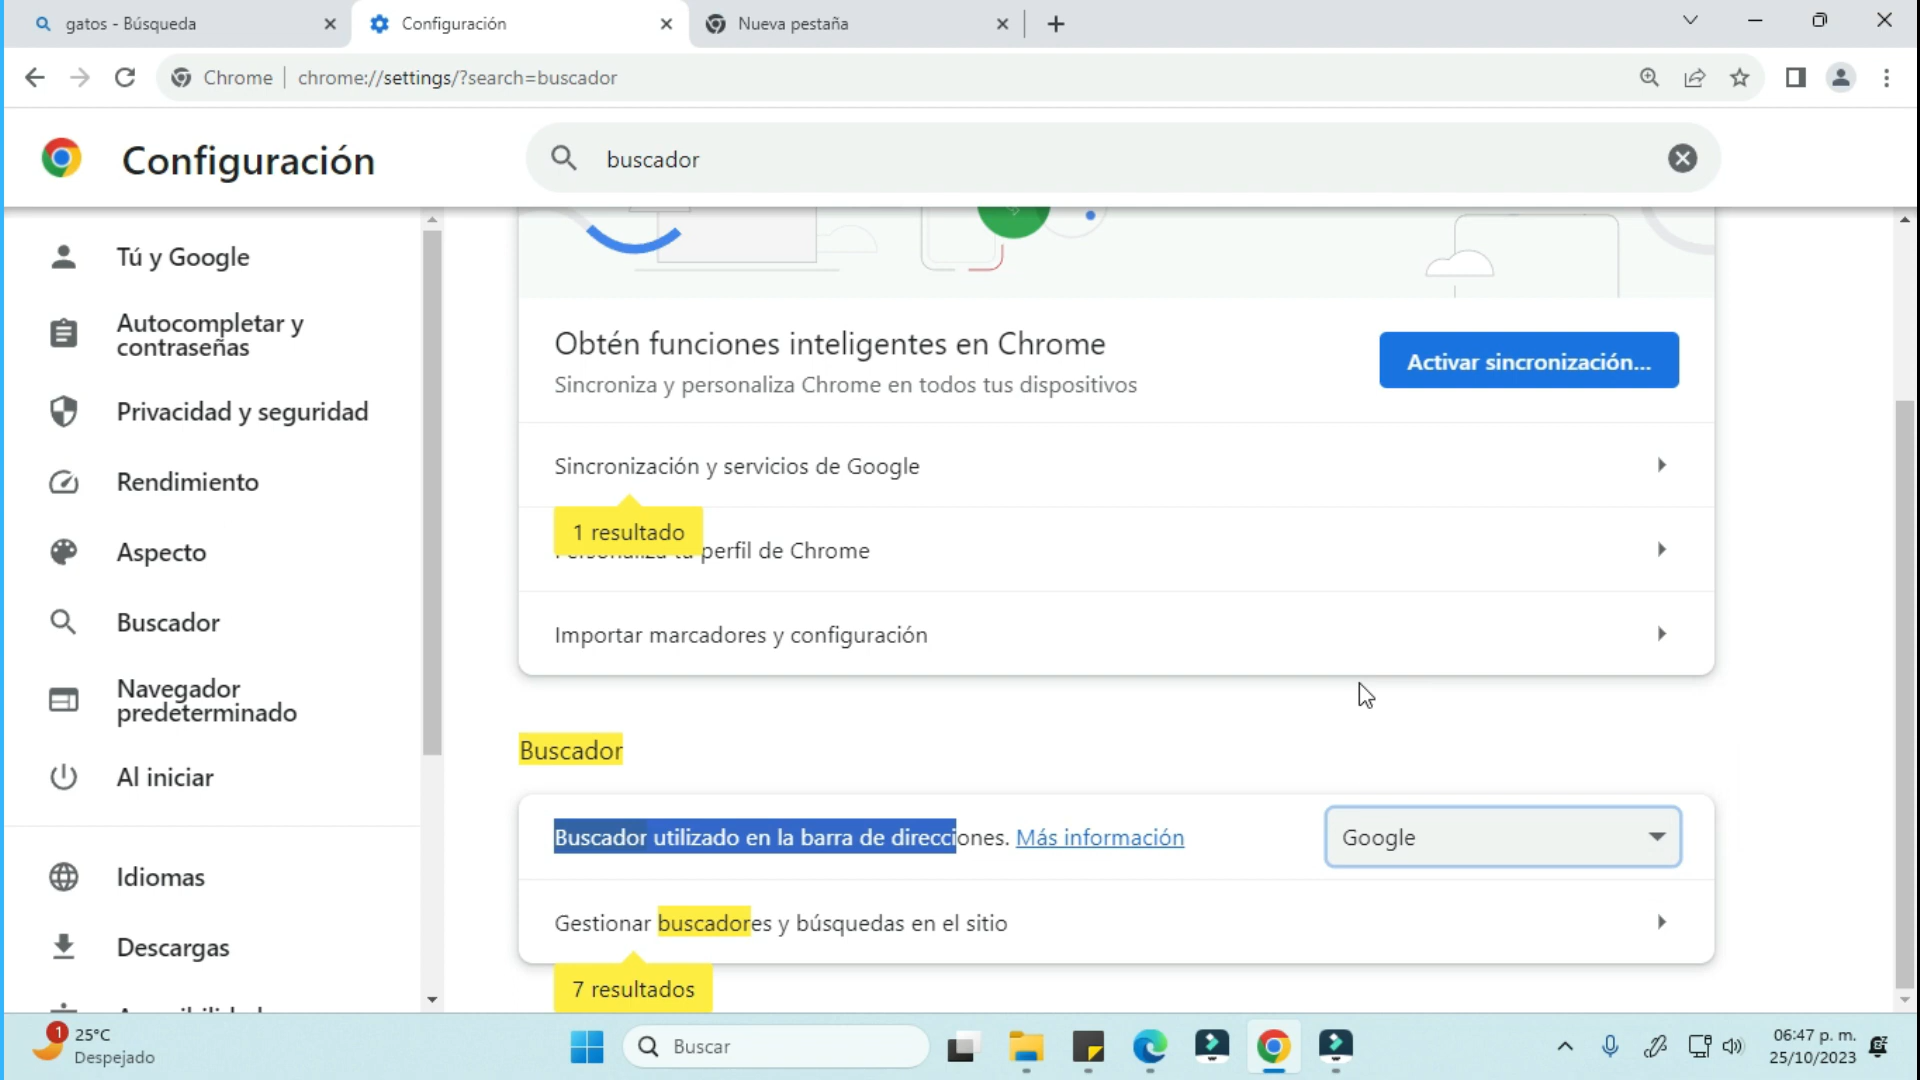 gatos - Búsqueda
Configuración
Nueva pestaña
Chrome
chrome://settings/?search=buscador
Configuración
buscador
Tú y Google
Autocompletar y
contraseñas
Privacidad y seguridad
Rendimiento
Aspecto
Buscador
Navegador
predeterminado
Al iniciar
Idiomas
Descargas
Obtén funciones inteligentes en Chrome
Sincroniza y personaliza Chrome en todos tus dispositivos
Activar sincronización...
Sincronización y servicios de Google
1 resultado
perfil de Chrome
Importar marcadores y configuración
Buscador
Buscador utilizado en la barra de direcciones. Más información
Google
Gestionar buscadores y búsquedas en el sitio
7 resultados
1
25°C
Despejado
Buscar
06:47 p. m.
25/10/2023